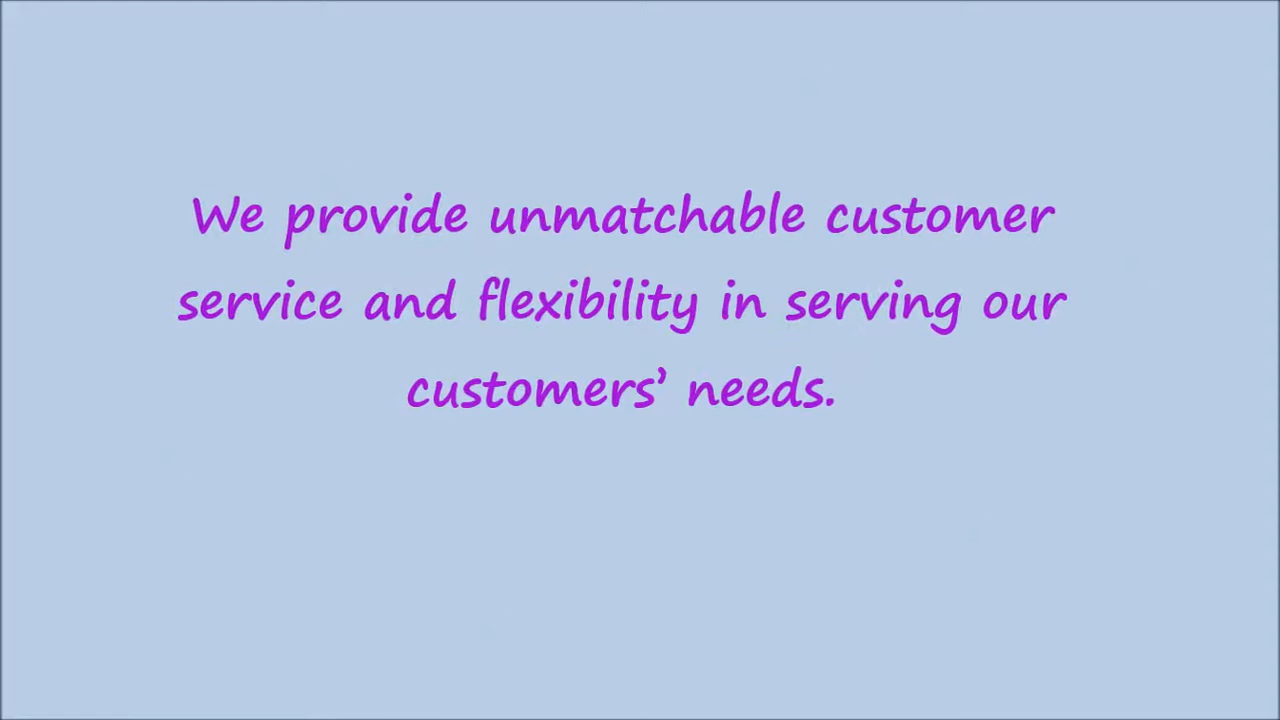 We provide unmatchable customer
service and flexibility in serving our
customers’ needs.